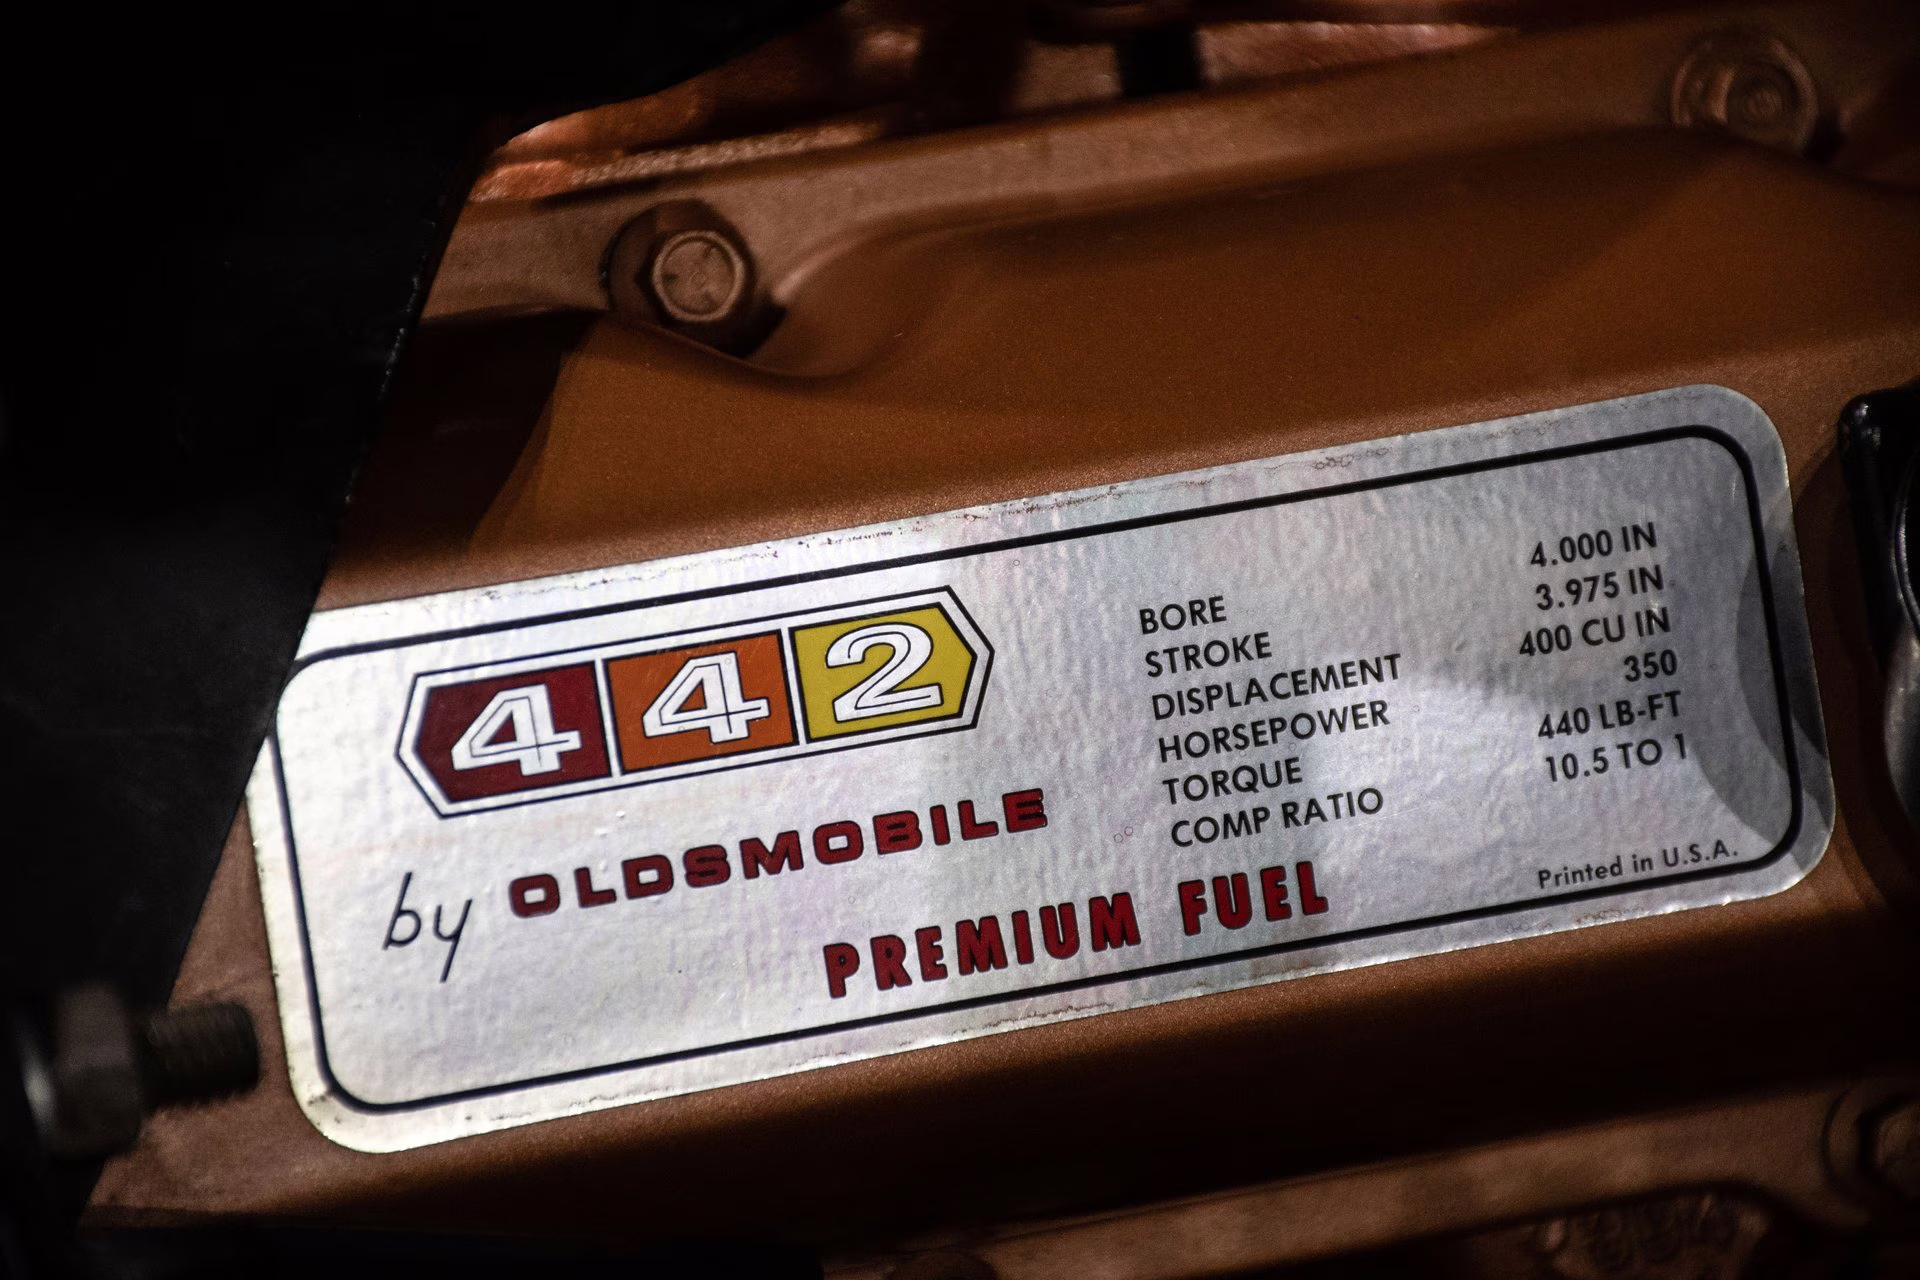 442
by OLDSMOBILE
BORE 4.000 IN
STROKE 3.975 IN
DISPLACEMENT 400 CU IN
HORSEPOWER 350
TORQUE 440 LB-FT
COMP RATIO 10.5 TO 1
PREMIUM FUEL
Printed in U.S.A.